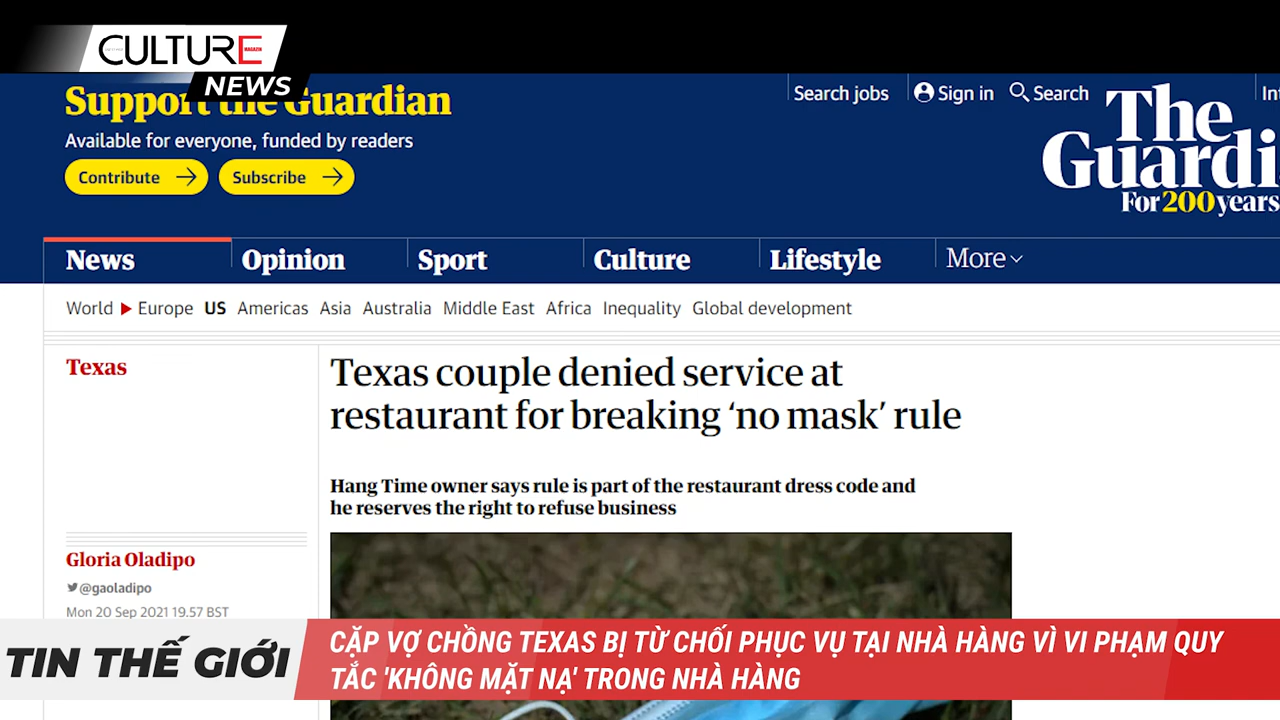 CULTURE
MAGAZIN
NEWS
Support the Guardian
Available for everyone, funded by readers
Contribute
Subscribe
Search jobs
Sign in
Search
The
Guardi
For 200 years
News
Opinion
Sport
Culture
Lifestyle
More
World
Europe
US
Americas
Asia
Australia
Middle East
Africa
Inequality
Global development
Texas
Texas couple denied service at
restaurant for breaking ‘no mask’ rule
Hang Time owner says rule is part of the restaurant dress code and
he reserves the right to refuse business
Gloria Oladipo
@gaoladipo
Mon 20 Sep 2021 19.57 BST
TIN THẾ GIỚI
CẶP VỢ CHỒNG TEXAS BỊ TỪ CHỐI PHỤC VỤ TẠI NHÀ HÀNG VÌ VI PHẠM QUY
TẮC 'KHÔNG MẶT NẠ' TRONG NHÀ HÀNG